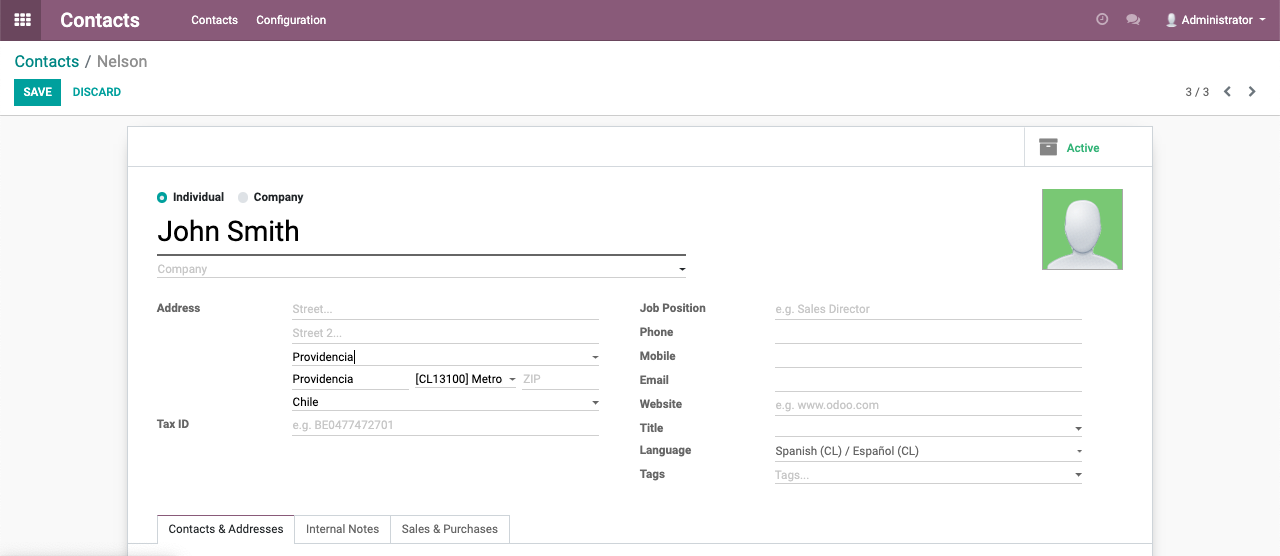 Contacts Contacts Configuration Administrator
Contacts / Nelson
SAVE DISCARD 3 / 3
Active
Individual Company
John Smith
Company
Address Street... Job Position e.g. Sales Director
Street 2... Phone
Providencia Mobile
Providencia [CL13100] Metro ZIP Email
Chile Website e.g. www.odoo.com
Tax ID e.g. BE0477472701 Title
Language Spanish (CL) / Español (CL)
Tags Tags...
Contacts & Addresses Internal Notes Sales & Purchases